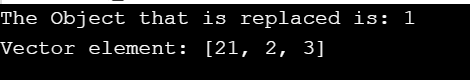 The Object that is replaced is: 1
Vector element: [21, 2, 3]